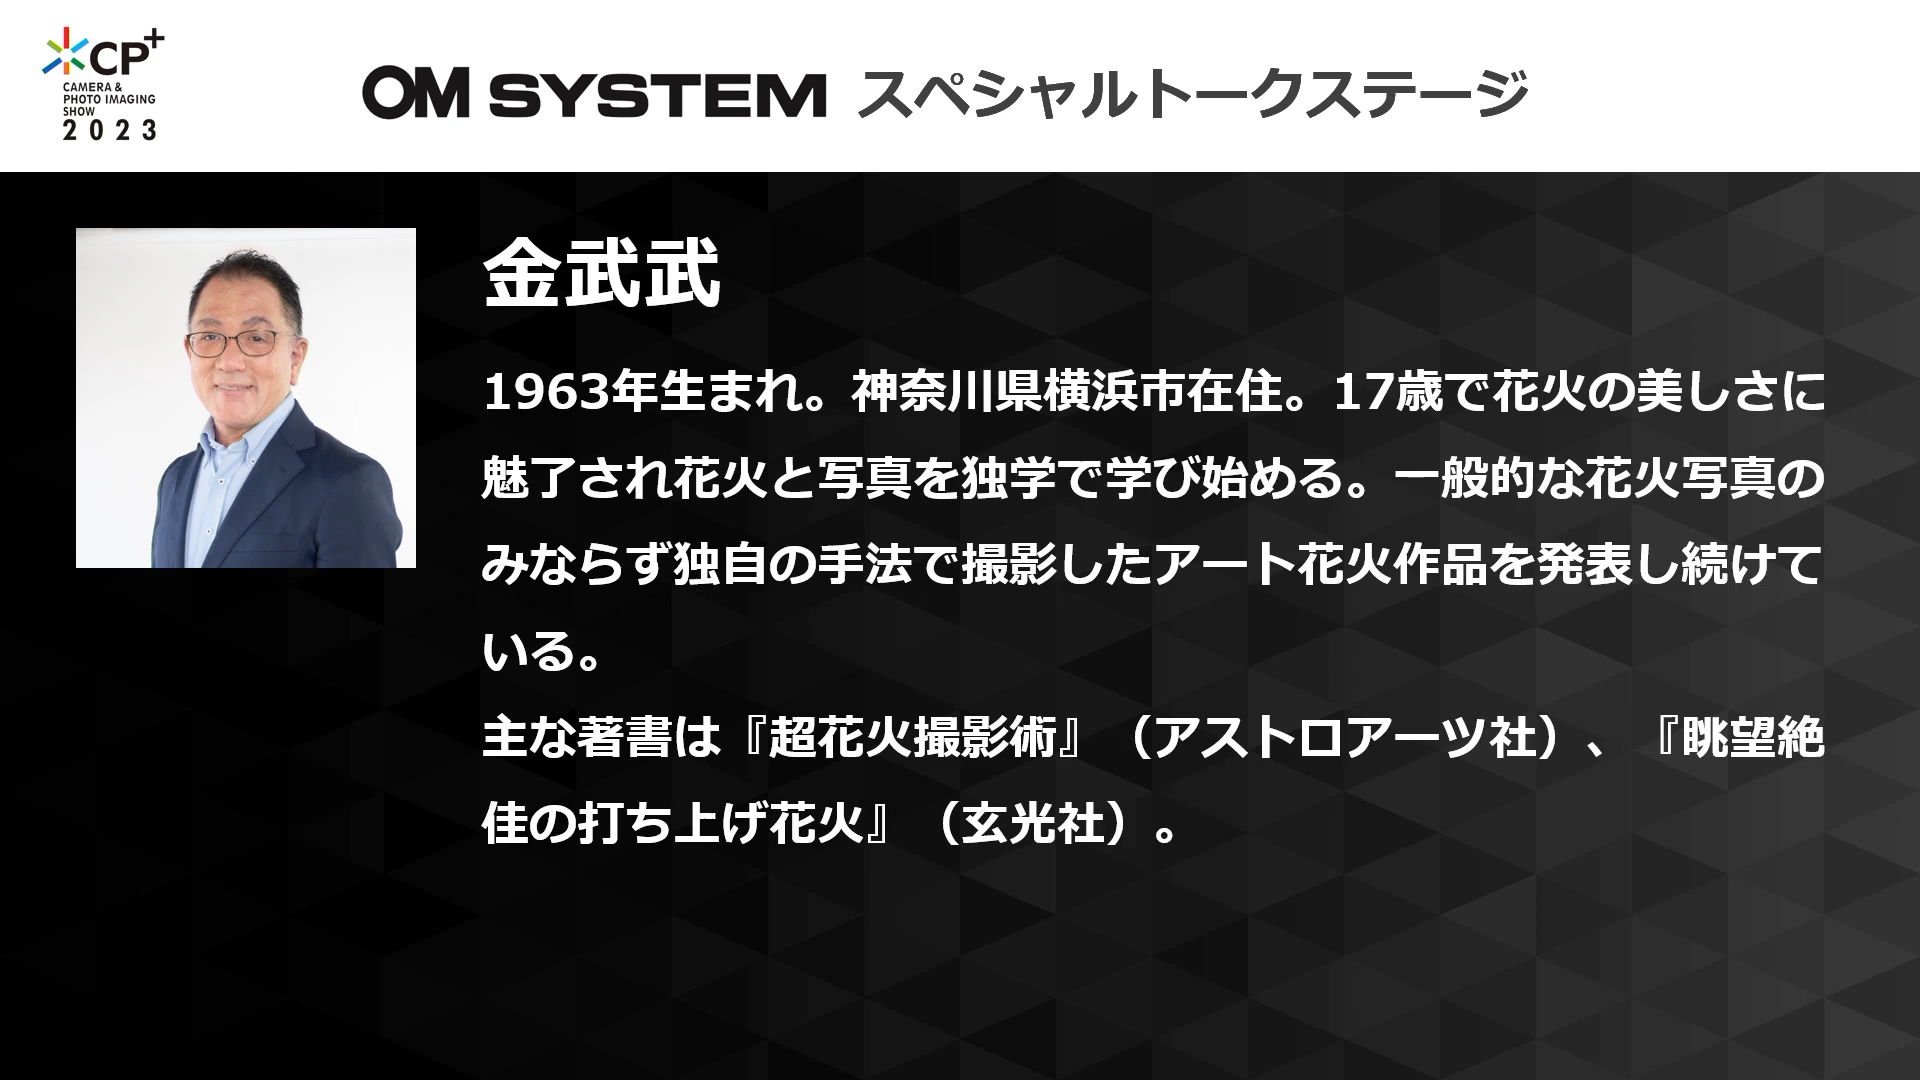 CP+
CAMERA &
PHOTO IMAGING
SHOW
2023
OM SYSTEM スペシャルトークステージ
金武武
1963年生まれ。神奈川県横浜市在住。17歳で花火の美しさに
魅了され花火と写真を独学で学び始める。一般的な花火写真の
みならず独自の手法で撮影したアート花火作品を発表し続けて
いる。
主な著書は『超花火撮影術』（アストロアーツ社）、『眺望絶
佳の打ち上げ花火』（玄光社）。